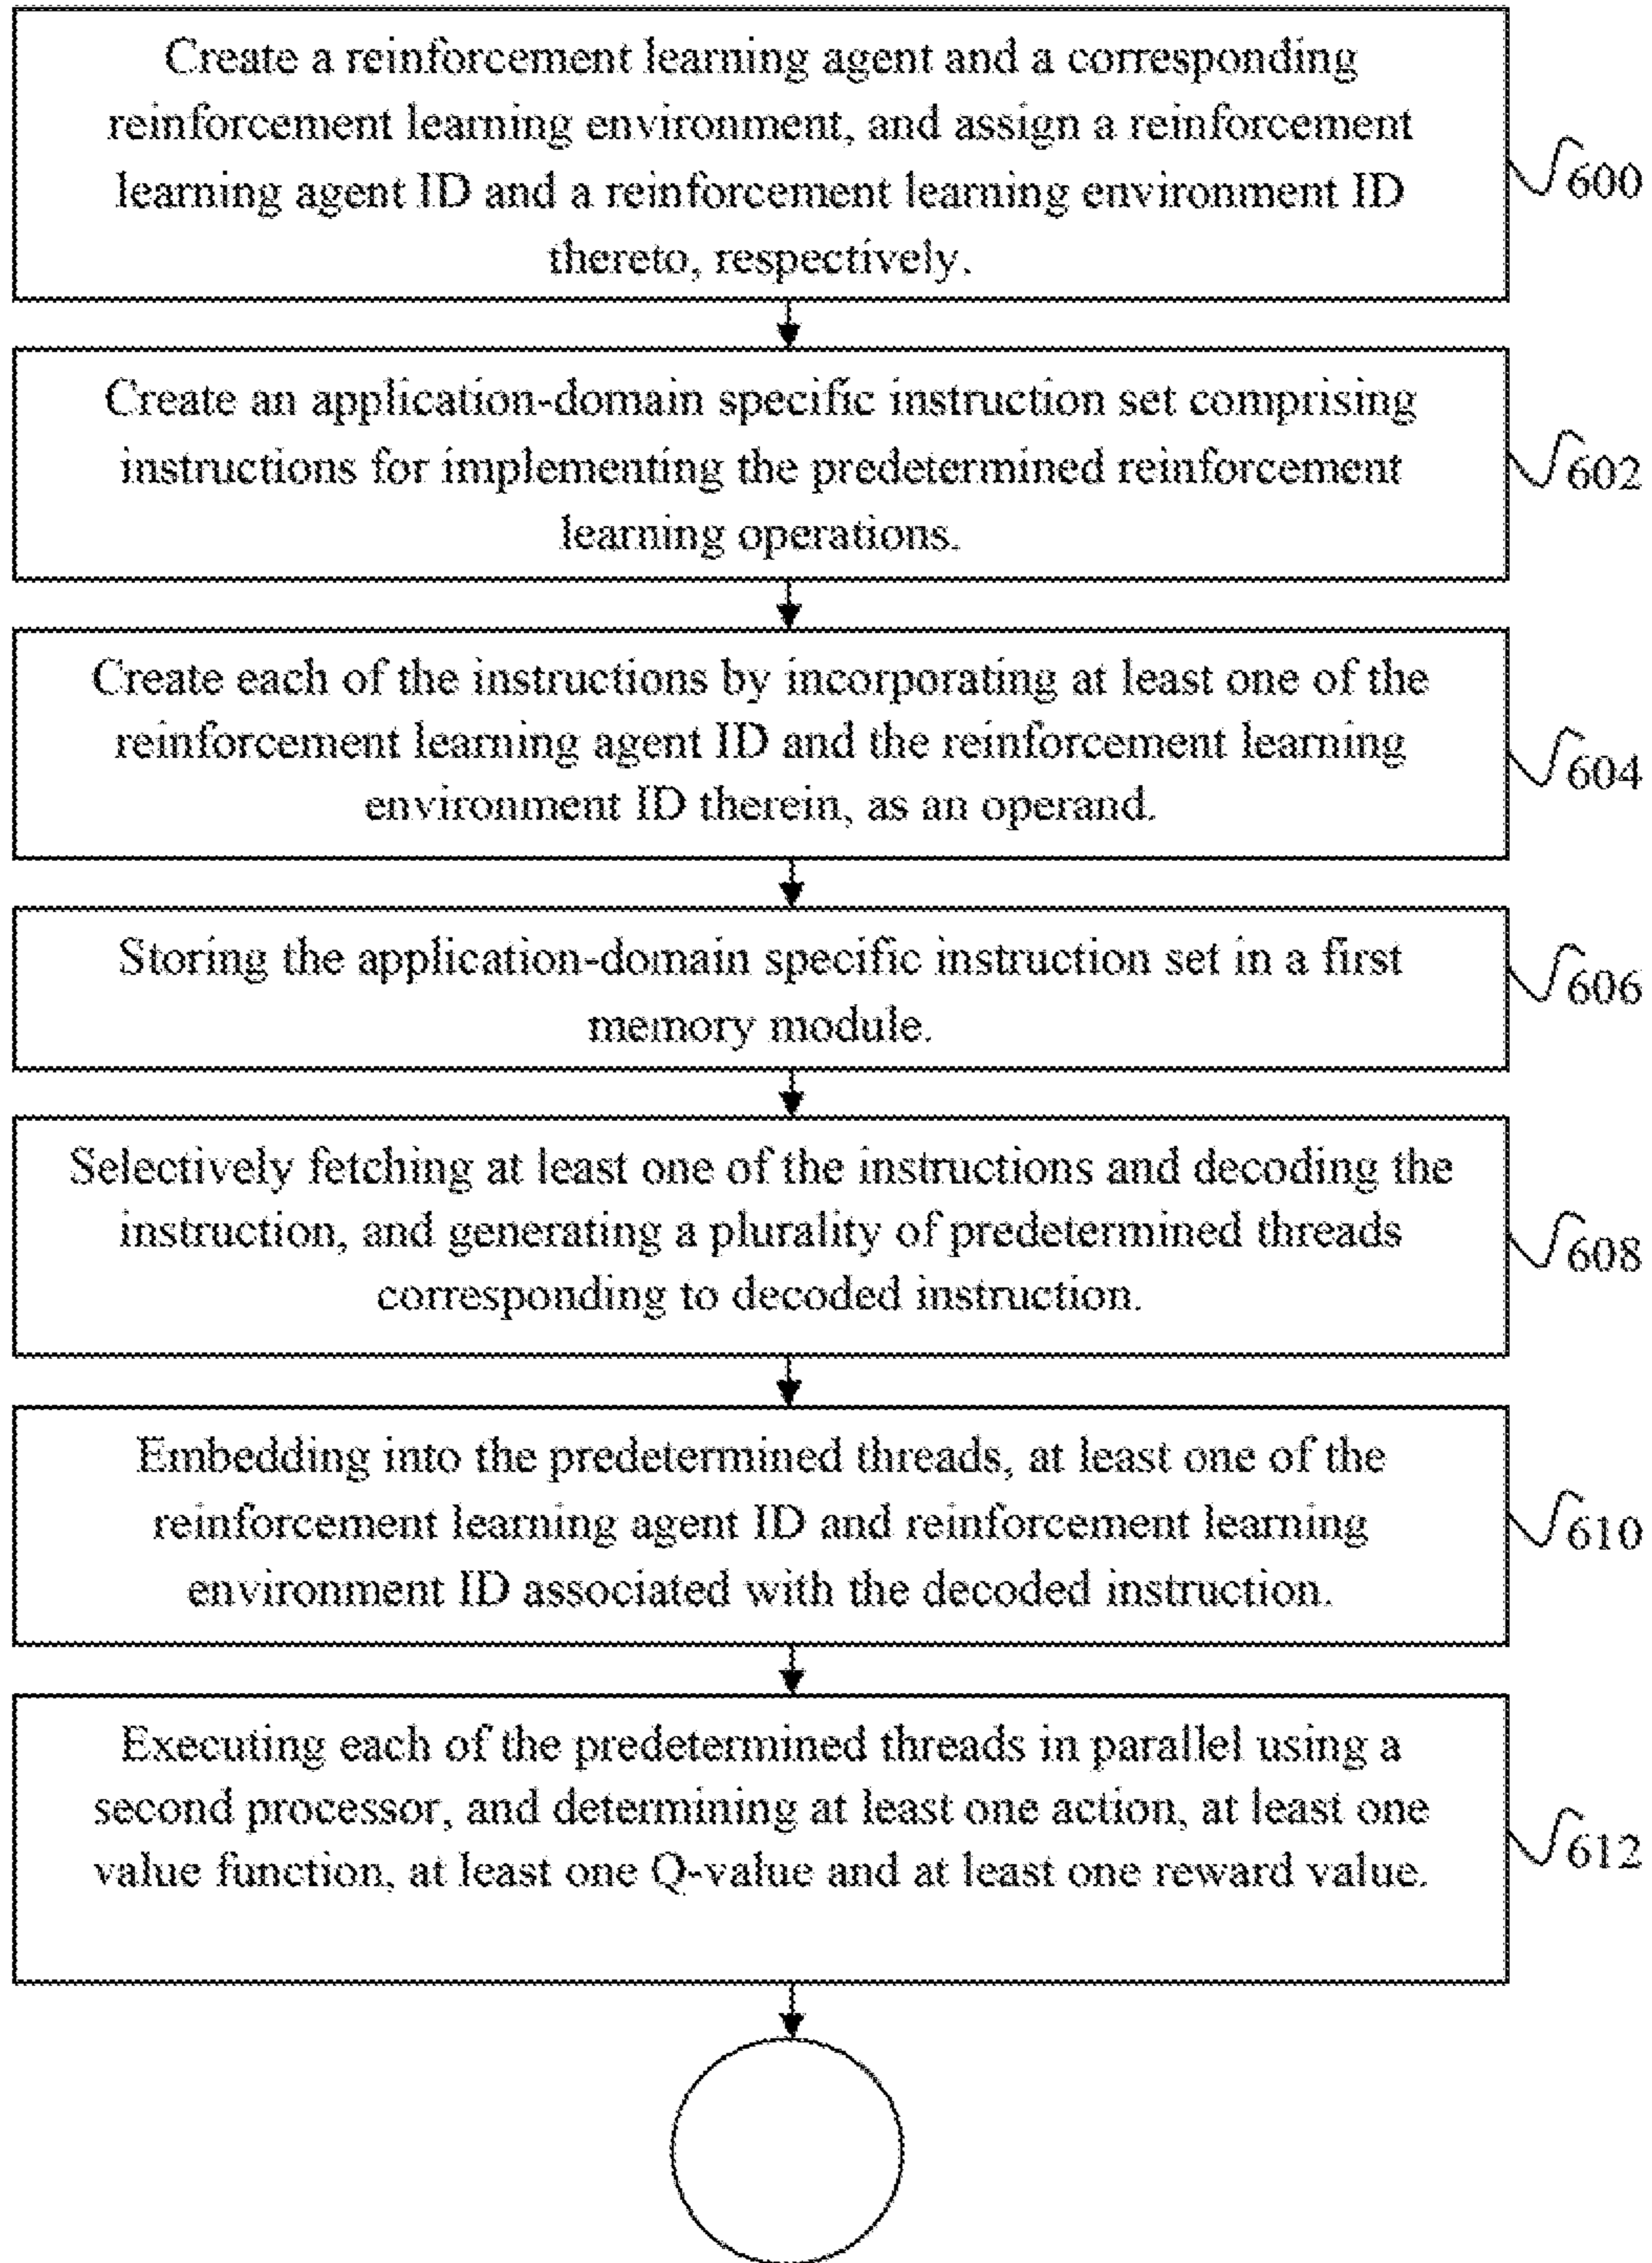 Create a reinforcement learning agent and a corresponding
reinforcement learning environment, and assign a reinforcement
learning agent ID and a reinforcement learning environment ID
thereto, respectively.
600
Create an application-domain specific instruction set comprising
instructions for implementing the predetermined reinforcement
learning operations.
602
Create each of the instructions by incorporating at least one of the
reinforcement learning agent ID and the reinforcement learning
environment ID therein, as an operand.
604
Storing the application-domain specific instruction set in a first
memory module.
606
Selectively fetching at least one of the instructions and decoding the
instruction, and generating a plurality of predetermined threads
corresponding to decoded instruction.
608
Embedding into the predetermined threads, at least one of the
reinforcement learning agent ID and reinforcement learning
environment ID associated with the decoded instruction.
610
Executing each of the predetermined threads in parallel using a
second processor, and determining at least one action, at least one
value function, at least one Q-value and at least one reward value.
612